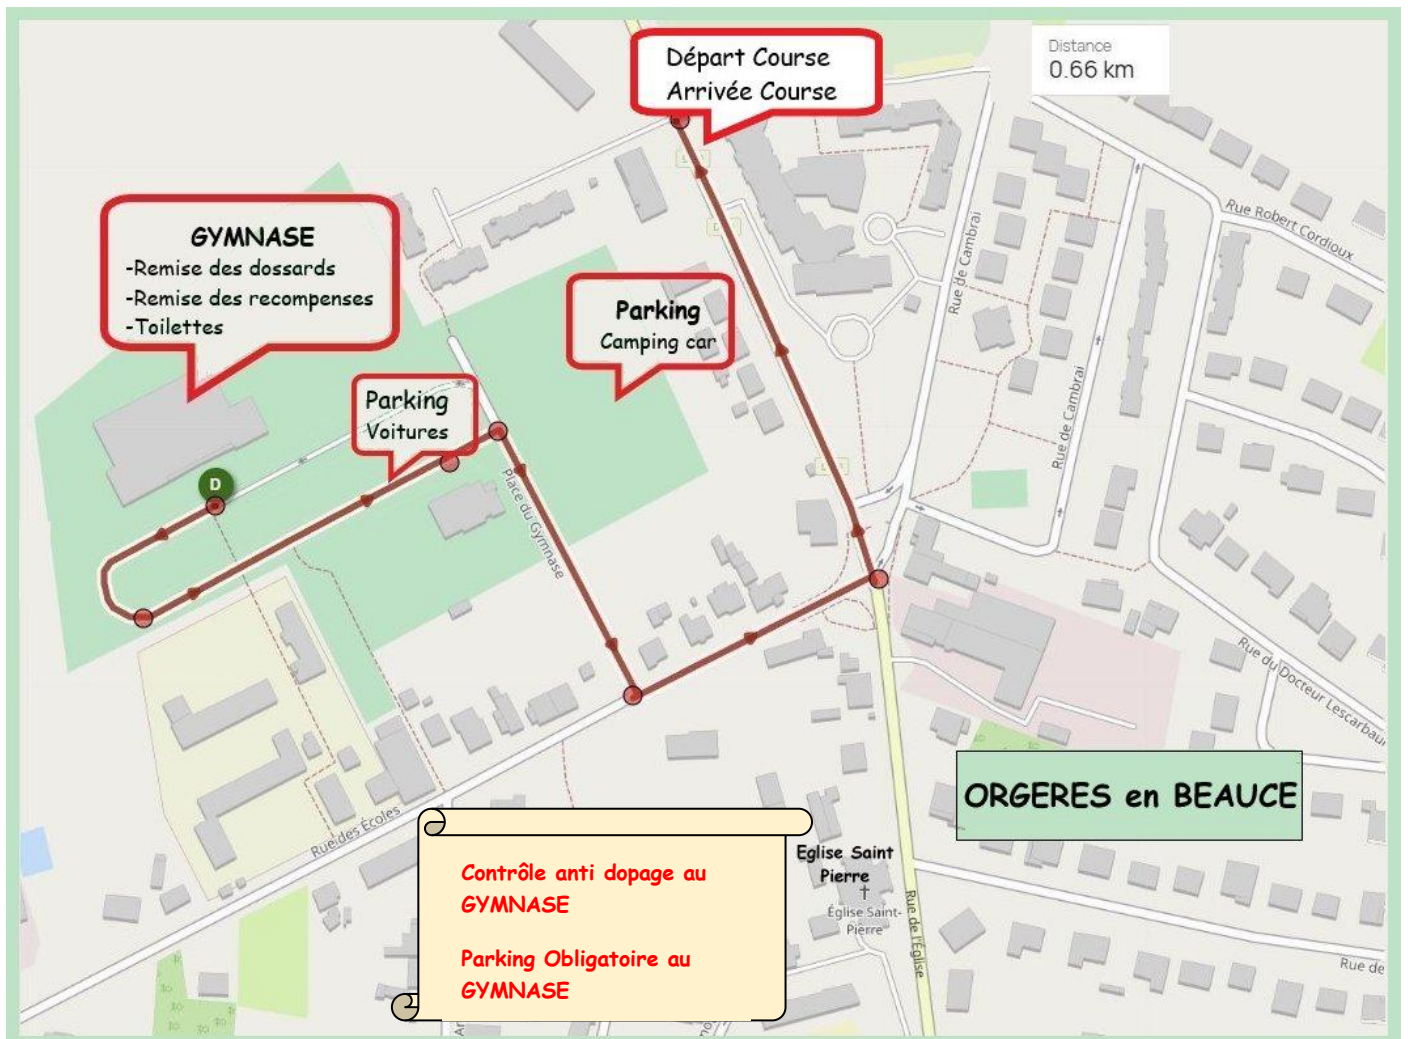 Départ Course
Arrivée Course
Distance
0.66 km
GYMNASE
-Remise des dossards
-Remise des recompenses
-Toilettes
Parking
Camping car
Parking
Voitures
D
Place du Gymnase
Rue de Cambrai
Rue de Cambrai
Rue Robert Cordioux
Rue du Docteur Lescarbau
ORGERES en BEAUCE
Rue des Écoles
Contrôle anti dopage au
GYMNASE
Parking Obligatoire au
GYMNASE
Eglise Saint
Pierre
Église Saint-
Pierre
Rue de l'Église
Rue de